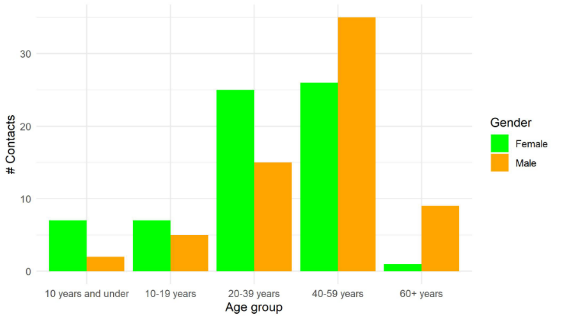 # Contacts
30
20
10
0
10 years and under
10-19 years
20-39 years
40-59 years
60+ years
Age group
Gender
Female
Male